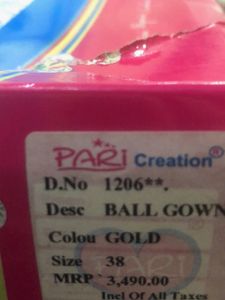 PARI Creation®
D.No 1206**.
Desc BALL GOWN
Colou GOLD
Size 38
MRP 3,490.00
Incl Of All Taxes